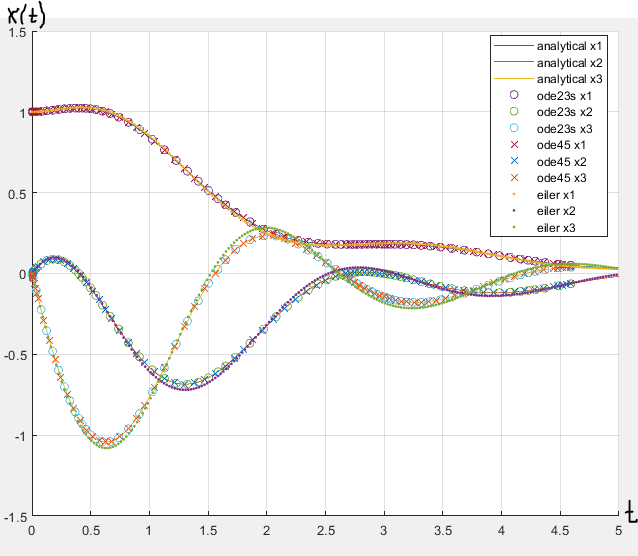 x(t)
1.5
1
0.5
0
-0.5
-1
-1.5
0 0.5 1 1.5 2 2.5 3 3.5 4 4.5 5
t
analytical x1
analytical x2
analytical x3
ode23s x1
ode23s x2
ode23s x3
ode45 x1
ode45 x2
ode45 x3
eiler x1
eiler x2
eiler x3